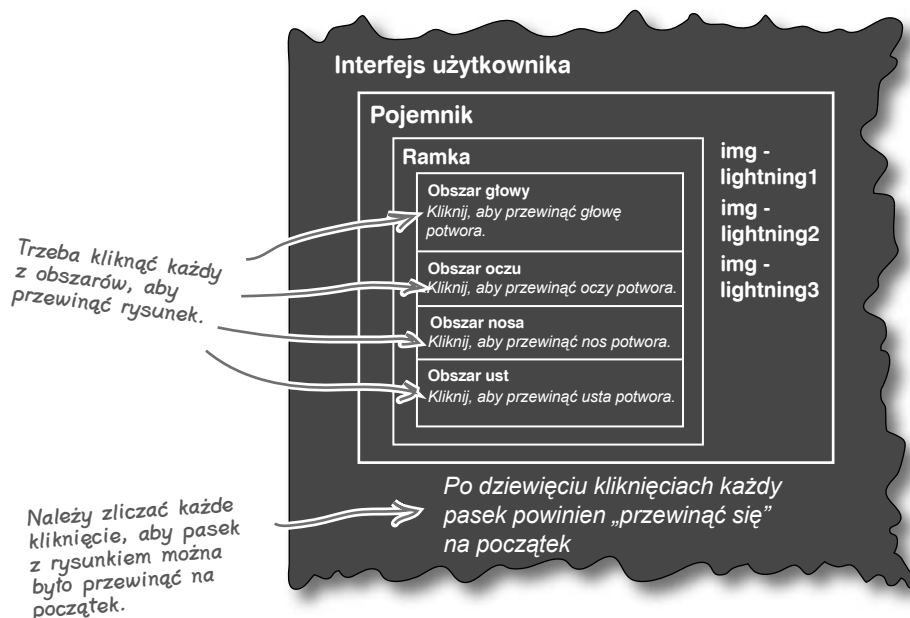 Interfejs użytkownika
Pojemnik
Ramka
Obszar głowy
Kliknij, aby przewinąć głowę
potwora.
Obszar oczu
Kliknij, aby przewinąć oczy potwora.
Obszar nosa
Kliknij, aby przewinąć nos potwora.
Obszar ust
Kliknij, aby przewinąć usta potwora.
img -
lightning1
img -
lightning2
img -
lightning3
Trzeba kliknąć każdy
z obszarów, aby
przewinąć rysunek.
Po dziewięciu kliknięciach każdy
pasek powinien „przewinąć się”
na początek
Należy zliczać każde
kliknięcie, aby pasek
z rysunkiem można
było przewinąć na
początek.